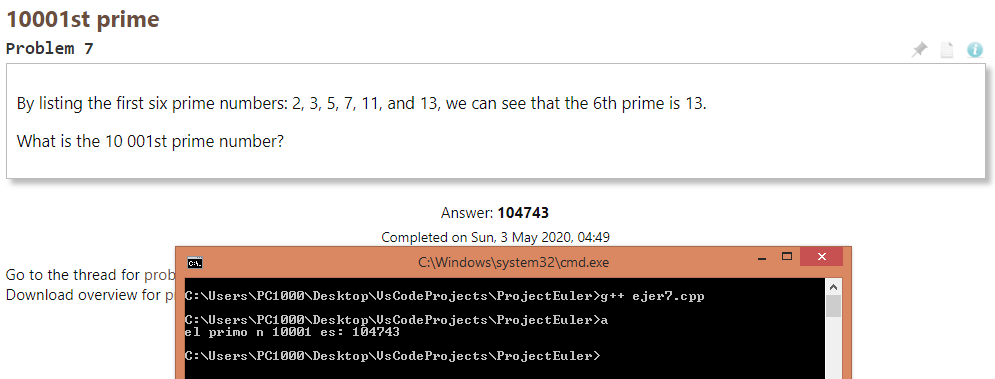 10001st prime
Problem 7
By listing the first six prime numbers: 2, 3, 5, 7, 11, and 13, we can see that the 6th prime is 13.
What is the 10 001st prime number?
Answer: 104743
Completed on Sun, 3 May 2020, 04:49
Go to the thread for prob
Download overview for
C:\Windows\system32\cmd.exe
C:\Users\PC1000\Desktop\VsCodeProjects\ProjectEuler>g++ ejer7.cpp
C:\Users\PC1000\Desktop\VsCodeProjects\ProjectEuler>a
el primo n 10001 es: 104743
C:\Users\PC1000\Desktop\VsCodeProjects\ProjectEuler>